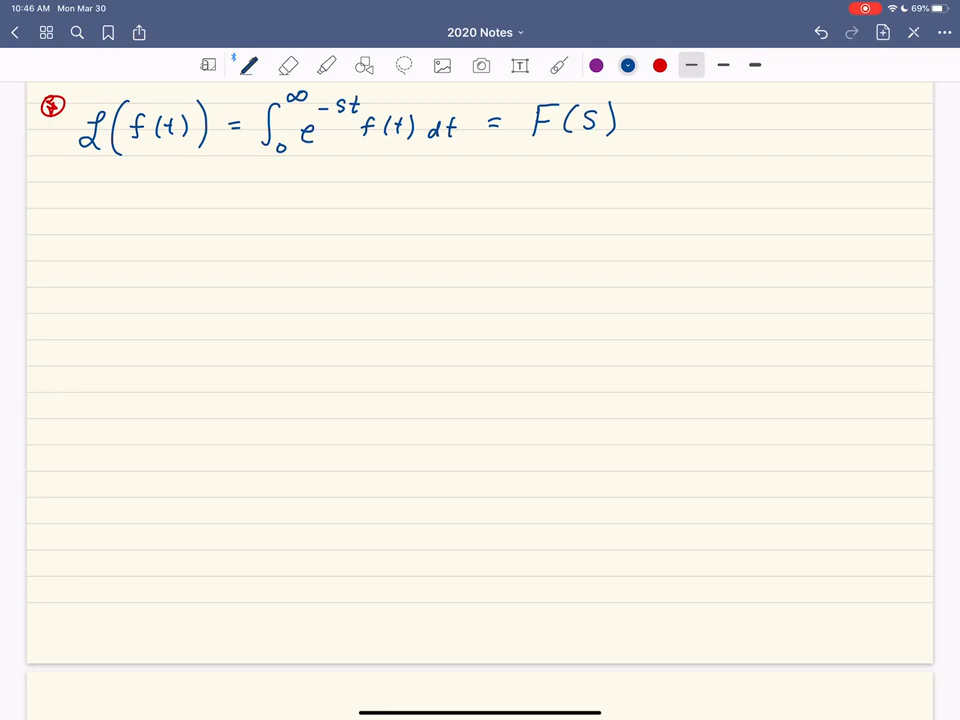 10:46 AM Mon Mar 30
69%
2020 Notes
ℒ(f(t)) = ∫₀^∞ e^{-st} f(t) dt = F(s)